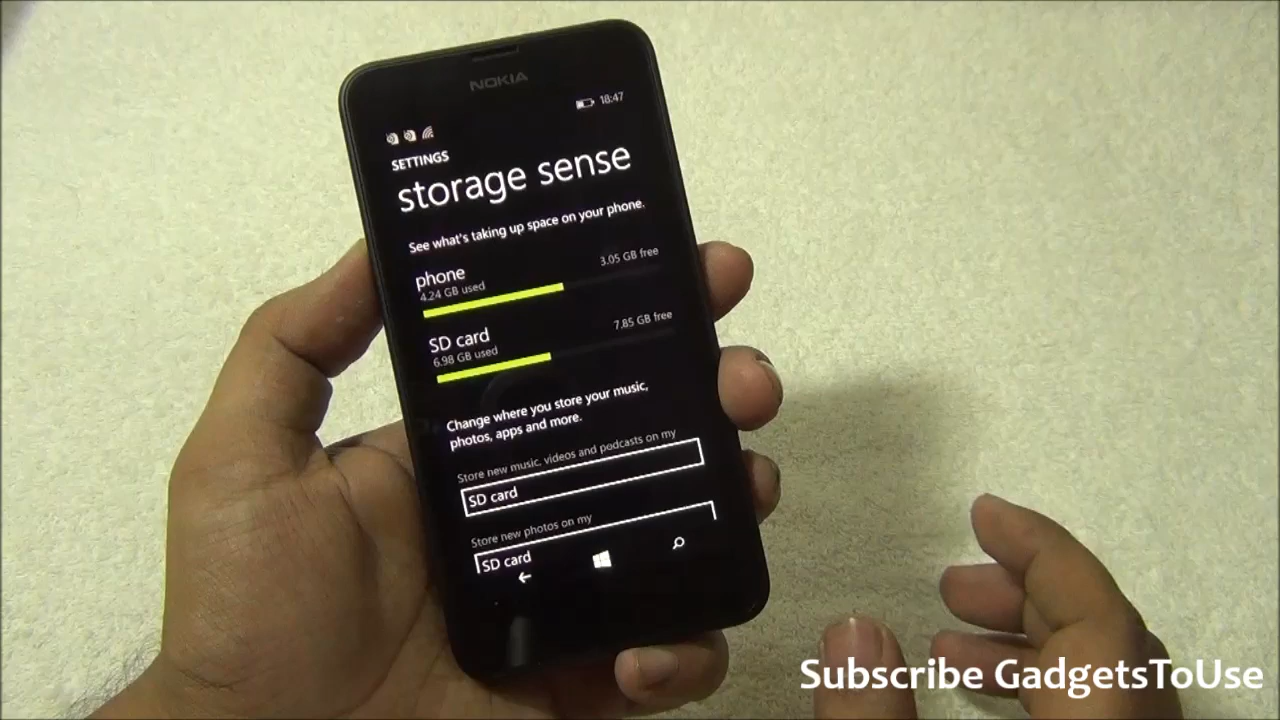 NOKIA
18:47
SETTINGS
storage sense
See what's taking up space on your phone.
phone
3.05 GB free
4.24 GB used
SD card
7.85 GB free
6.98 GB used
Change where you store your music,
photos, apps and more.
Store new music, videos and podcasts on my
SD card
Store new photos on my
SD card
Subscribe GadgetsToUse